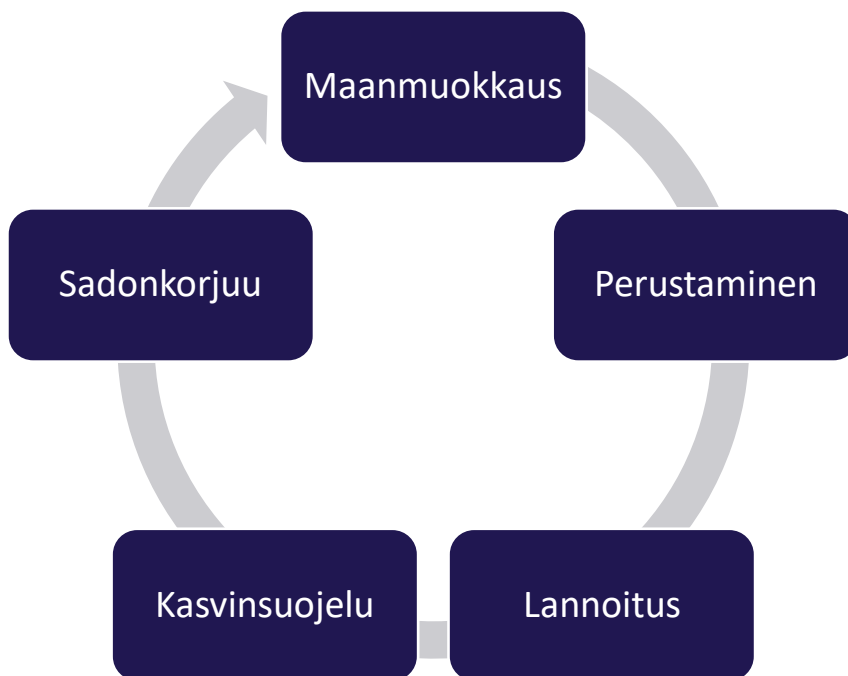 Maanmuokkaus
Perustaminen
Lannoitus
Kasvinsuojelu
Sadonkorjuu